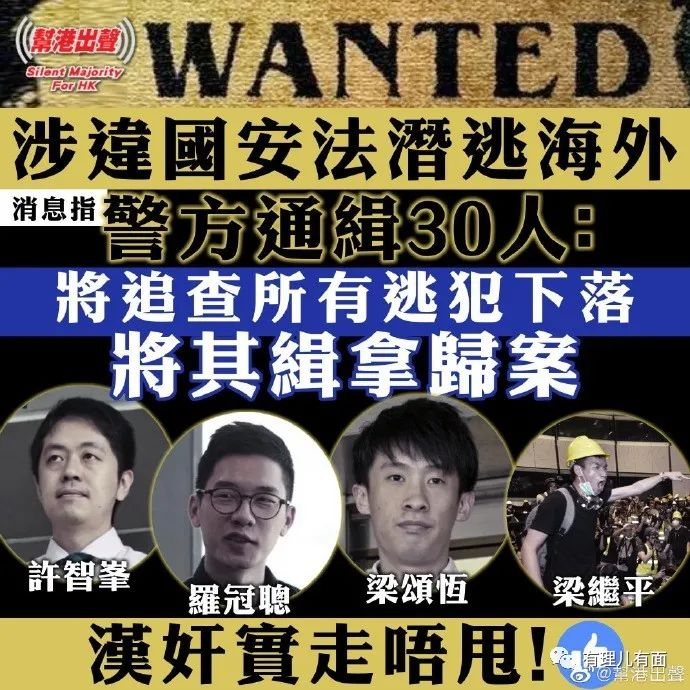 幫港出聲
Silent Majority
For HK
WANTED
涉違國安法潛逃海外
消息指
警方通緝30人：
將追查所有逃犯下落
將其緝拿歸案
許智峯
羅冠聰
梁頌恆
梁繼平
漢奸實走唔甩!
有理儿有面
@幫港出聲